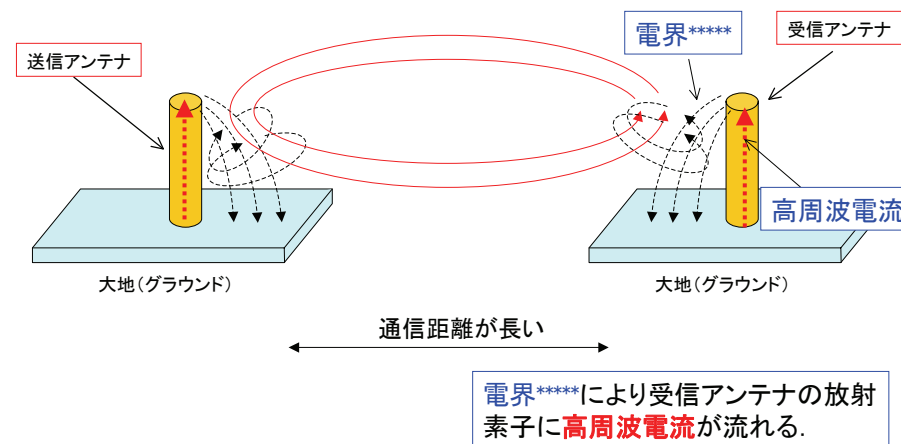 電界*****
受信アンテナ
送信アンテナ
高周波電流
大地(グラウンド)
大地(グラウンド)
通信距離が長い
電界*****により受信アンテナの放射
素子に高周波電流が流れる.